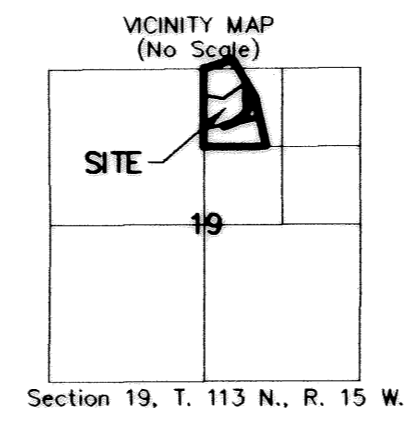 VICINITY MAP
(No Scale)
SITE
19
Section 19, T. 113 N., R. 15 W.